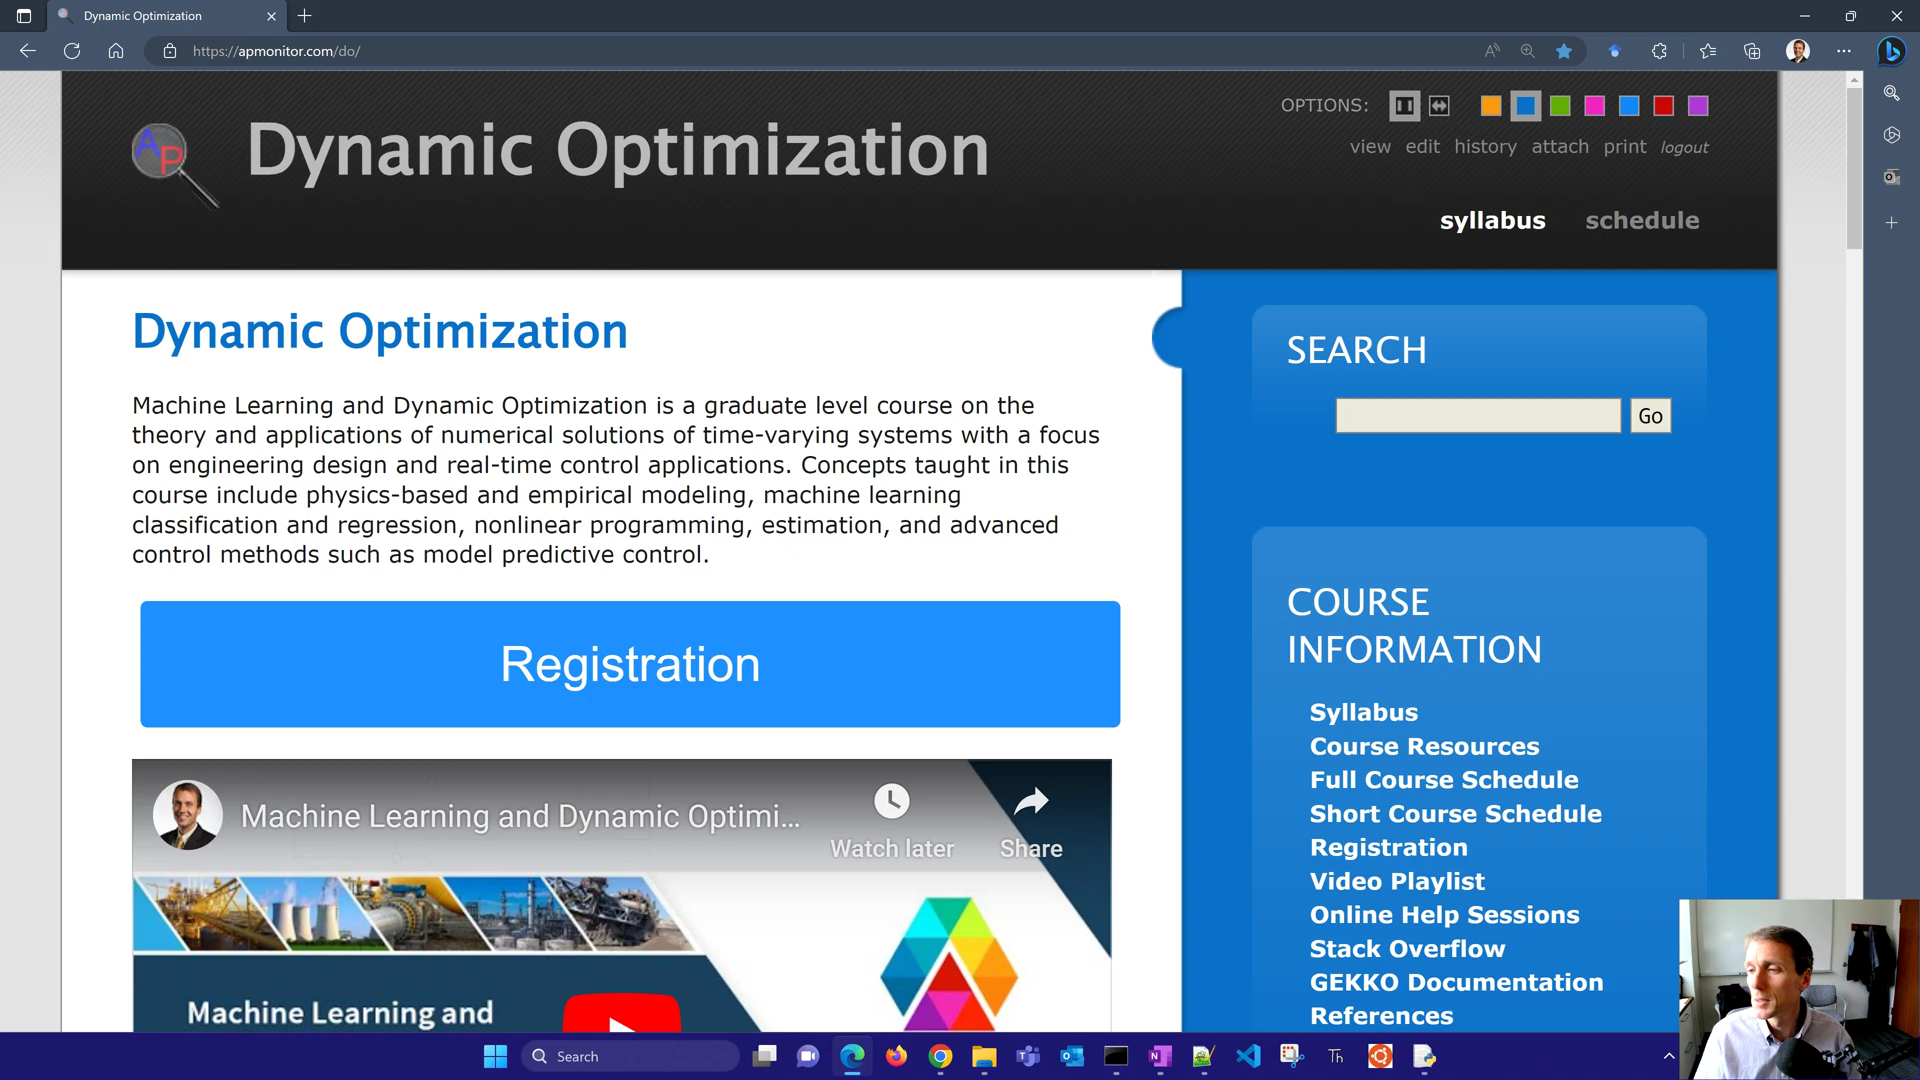 Dynamic Optimization
https://apmonitor.com/do/
AP
Dynamic Optimization
OPTIONS:
view edit history attach print logout
syllabus schedule
Dynamic Optimization
Machine Learning and Dynamic Optimization is a graduate level course on the
theory and applications of numerical solutions of time-varying systems with a focus
on engineering design and real-time control applications. Concepts taught in this
course include physics-based and empirical modeling, machine learning
classification and regression, nonlinear programming, estimation, and advanced
control methods such as model predictive control.
Registration
Machine Learning and Dynamic Optimi...
Watch later
Share
Machine Learning and
SEARCH
Go
COURSE
INFORMATION
Syllabus
Course Resources
Full Course Schedule
Short Course Schedule
Registration
Video Playlist
Online Help Sessions
Stack Overflow
GEKKO Documentation
References
Search
Th